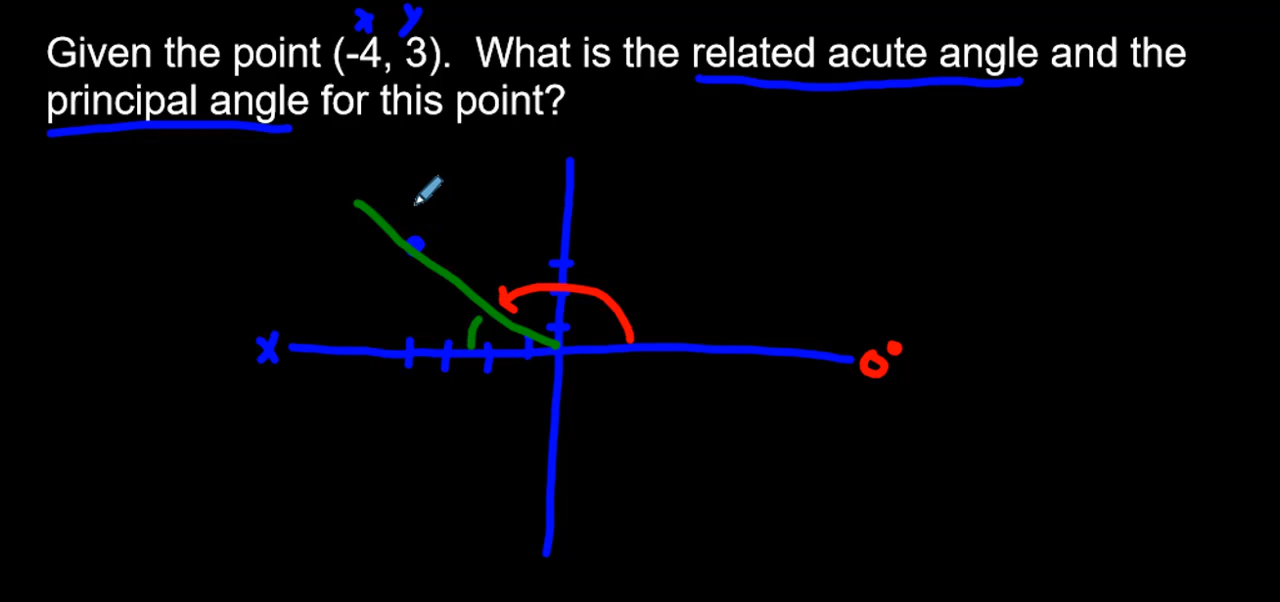 x y
Given the point (-4, 3).  What is the related acute angle and the
principal angle for this point?
x
0°